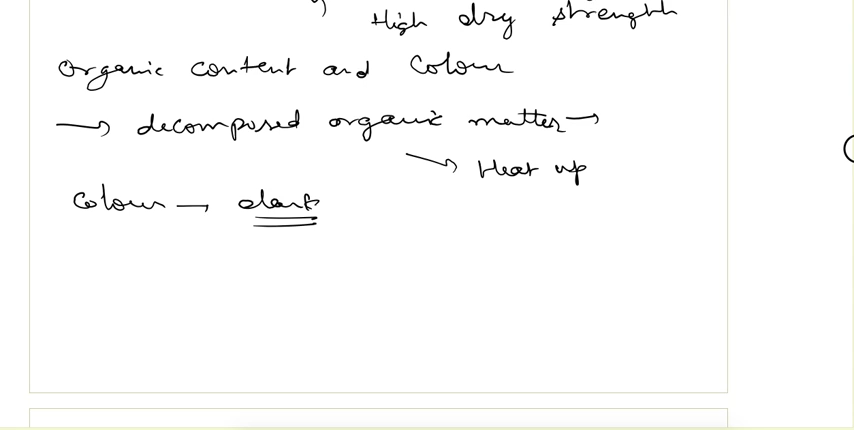 High dry strength
Organic content and Colour
→ decomposed organic matter →
→ Heat up
Colour → dark